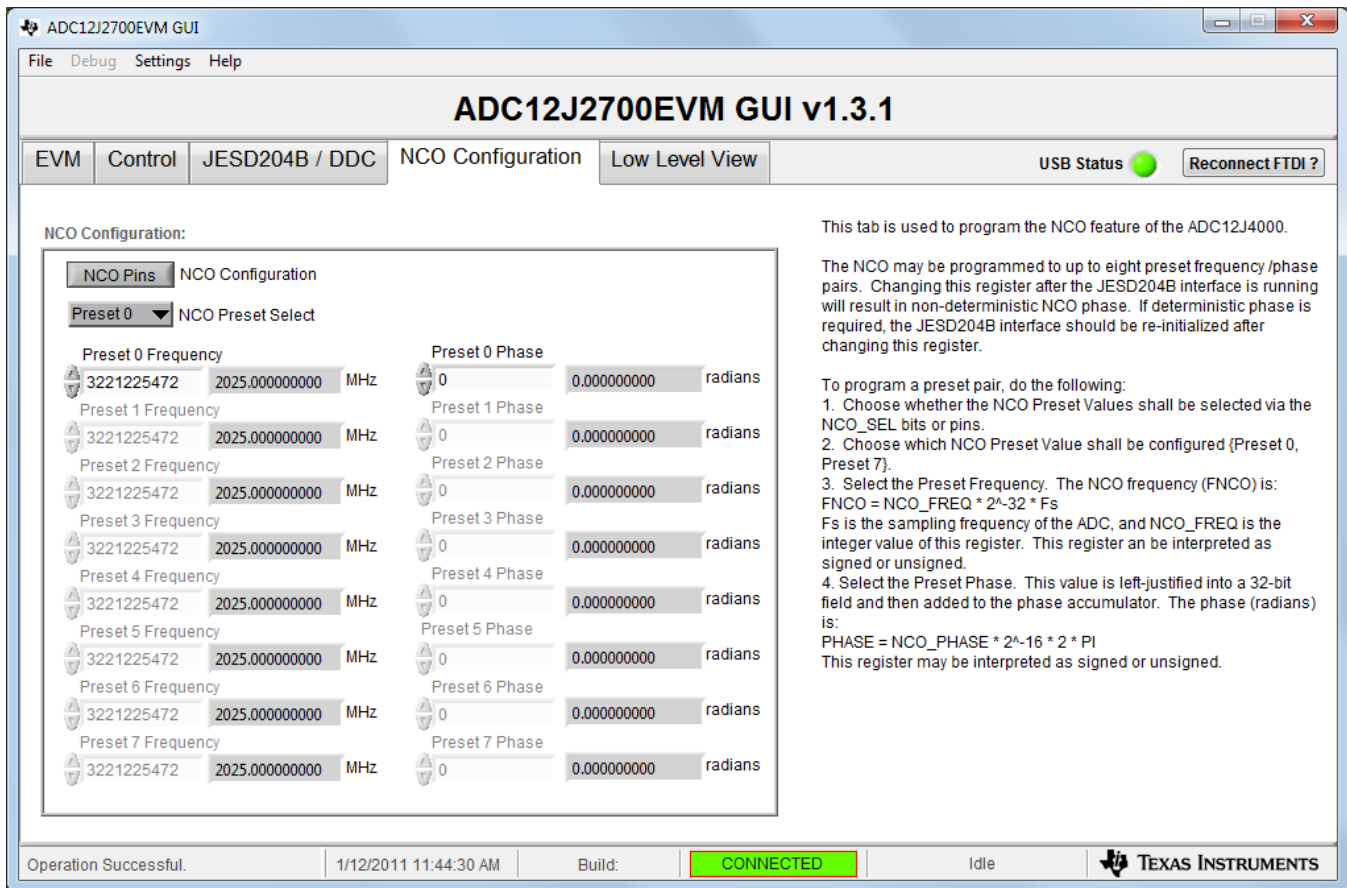 ADC12J2700EVM GUI
File Debug Settings Help
ADC12J2700EVM GUI v1.3.1
EVM Control JESD204B / DDC NCO Configuration Low Level View USB Status Reconnect FTDI ?
NCO Configuration:
NCO Pins NCO Configuration
Preset 0 NCO Preset Select
Preset 0 Frequency Preset 0 Phase
3221225472 2025.000000000 MHz 0 0.000000000 radians
Preset 1 Frequency Preset 1 Phase
3221225472 2025.000000000 MHz 0 0.000000000 radians
Preset 2 Frequency Preset 2 Phase
3221225472 2025.000000000 MHz 0 0.000000000 radians
Preset 3 Frequency Preset 3 Phase
3221225472 2025.000000000 MHz 0 0.000000000 radians
Preset 4 Frequency Preset 4 Phase
3221225472 2025.000000000 MHz 0 0.000000000 radians
Preset 5 Frequency Preset 5 Phase
3221225472 2025.000000000 MHz 0 0.000000000 radians
Preset 6 Frequency Preset 6 Phase
3221225472 2025.000000000 MHz 0 0.000000000 radians
Preset 7 Frequency Preset 7 Phase
3221225472 2025.000000000 MHz 0 0.000000000 radians
This tab is used to program the NCO feature of the ADC12J4000.
The NCO may be programmed to up to eight preset frequency /phase
pairs. Changing this register after the JESD204B interface is running
will result in non-deterministic NCO phase. If deterministic phase is
required, the JESD204B interface should be re-initialized after
changing this register.
To program a preset pair, do the following:
1. Choose whether the NCO Preset Values shall be selected via the
NCO_SEL bits or pins.
2. Choose which NCO Preset Value shall be configured {Preset 0,
Preset 7}.
3. Select the Preset Frequency. The NCO frequency (FNCO) is:
FNCO = NCO_FREQ * 2^-32 * Fs
Fs is the sampling frequency of the ADC, and NCO_FREQ is the
integer value of this register. This register an be interpreted as
signed or unsigned.
4. Select the Preset Phase. This value is left-justified into a 32-bit
field and then added to the phase accumulator. The phase (radians)
is:
PHASE = NCO_PHASE * 2^-16 * 2 * PI
This register may be interpreted as signed or unsigned.
Operation Successful. 1/12/2011 11:44:30 AM Build: CONNECTED Idle TEXAS INSTRUMENTS